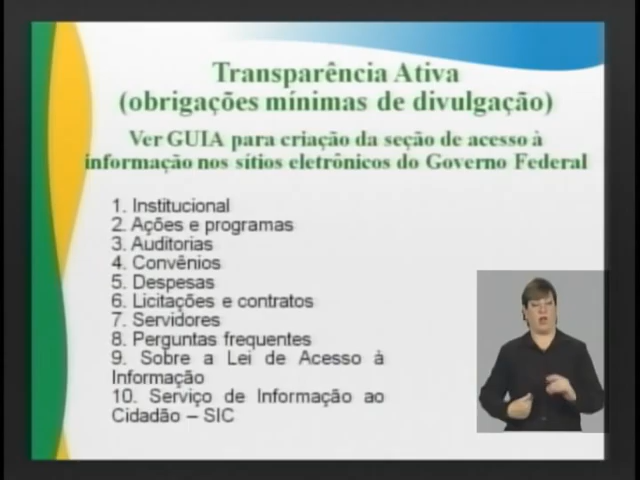 Transparência Ativa
(obrigações mínimas de divulgação)
Ver GUIA para criação da seção de acesso à
informação nos sítios eletrônicos do Governo Federal
1. Institucional
2. Ações e programas
3. Auditorias
4. Convênios
5. Despesas
6. Licitações e contratos
7. Servidores
8. Perguntas frequentes
9. Sobre a Lei de Acesso à
Informação
10. Serviço de Informação ao
Cidadão – SIC